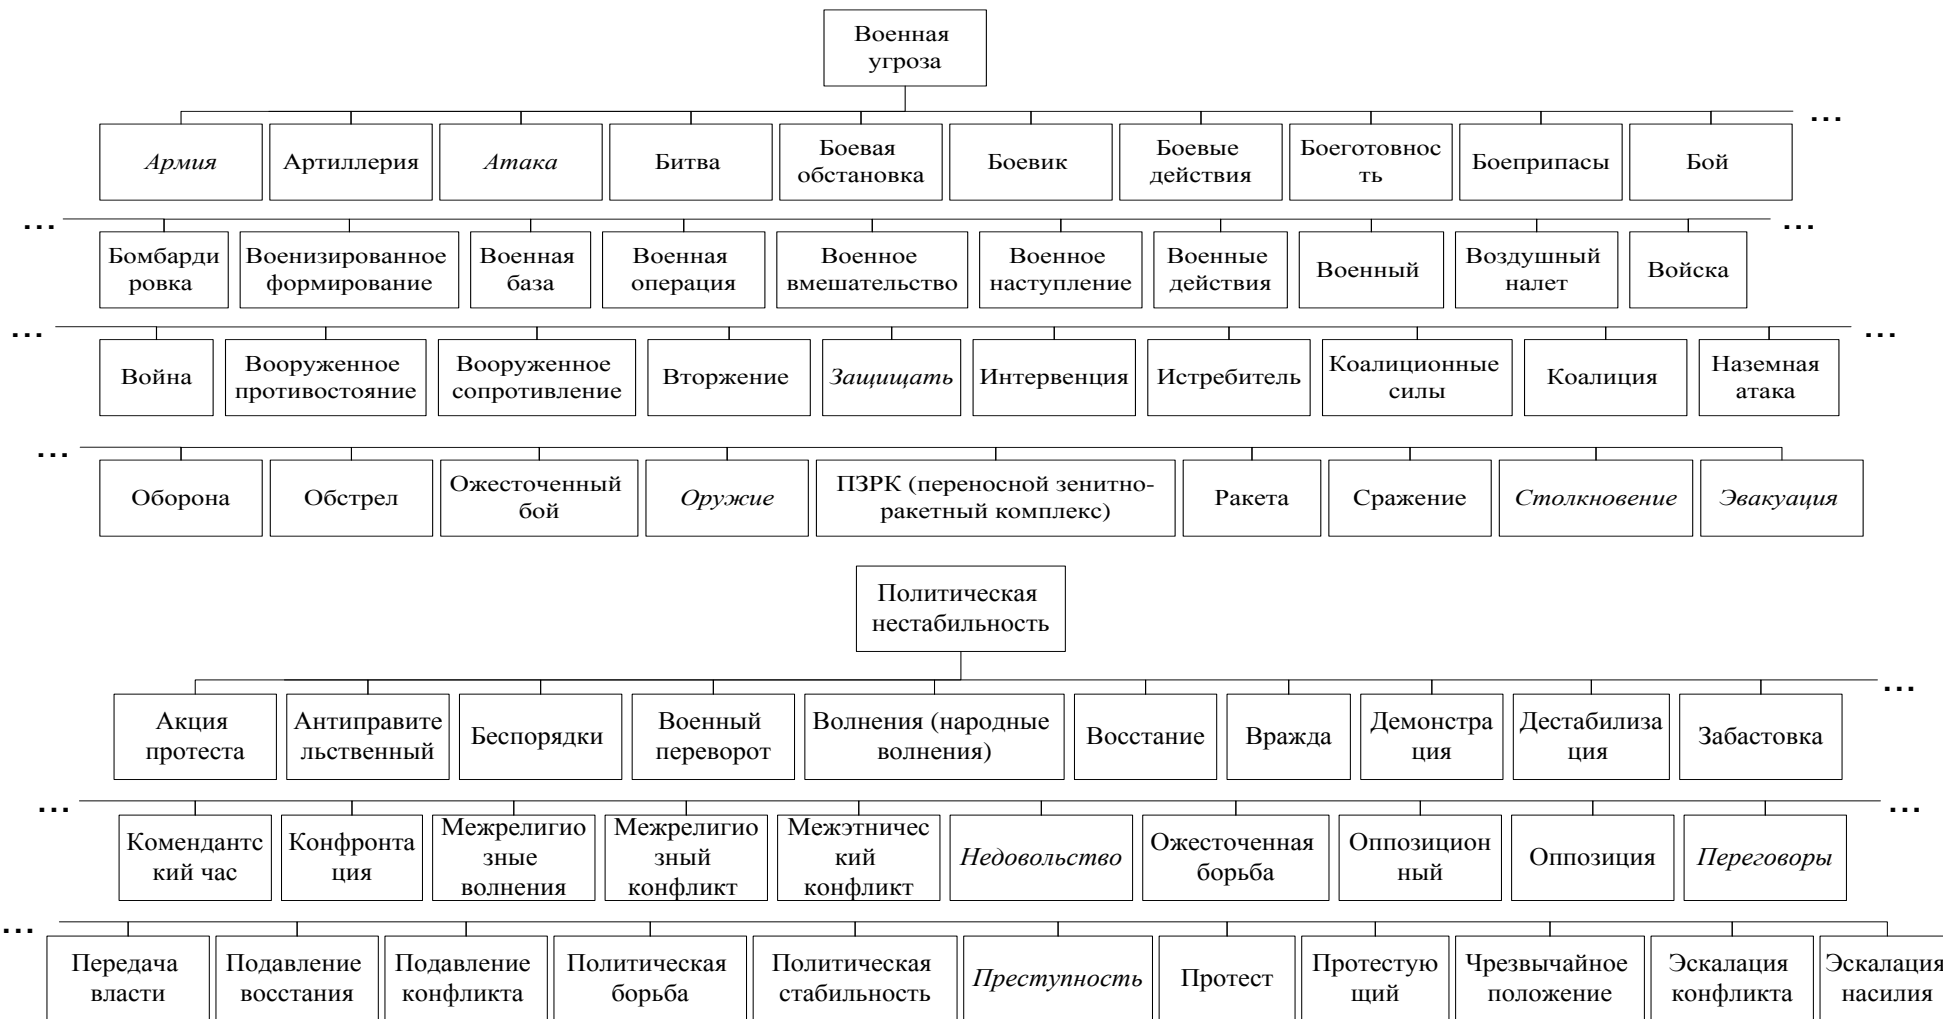 Военная
угроза
...
Армия
Артиллерия
Атака
Битва
Боевая
обстановка
Боевик
Боевые
действия
Боеготовнос
ть
Боеприпасы
Бой
...
...
Бомбарди
ровка
Военизированное
формирование
Военная
база
Военная
операция
Военное
вмешательство
Военное
наступление
Военные
действия
Военный
Воздушный
налет
Войска
...
...
Война
Вооруженное
противостояние
Вооруженное
сопротивление
Вторжение
Защищать
Интервенция
Истребитель
Коалиционные
силы
Коалиция
Наземная
атака
...
Оборона
Обстрел
Ожесточенный
бой
Оружие
ПЗРК (переносной зенитно-
ракетный комплекс)
Ракета
Сражение
Столкновение
Эвакуация
Политическая
нестабильность
...
Акция
протеста
Антиправите
льственный
Беспорядки
Военный
переворот
Волнения (народные
волнения)
Восстание
Вражда
Демонстра
ция
Дестабилиза
ция
Забастовка
...
...
Комендантс
кий час
Конфронта
ция
Межрелигио
зные
волнения
Межрелигио
зный
конфликт
Межэтничес
кий
конфликт
Недовольство
Ожесточенная
борьба
Оппозицион
ный
Оппозиция
Переговоры
...
Передача
власти
Подавление
восстания
Подавление
конфликта
Политическая
борьба
Политическая
стабильность
Преступность
Протест
Протестую
щий
Чрезвычайное
положение
Эскалация
конфликта
Эскалация
насилия